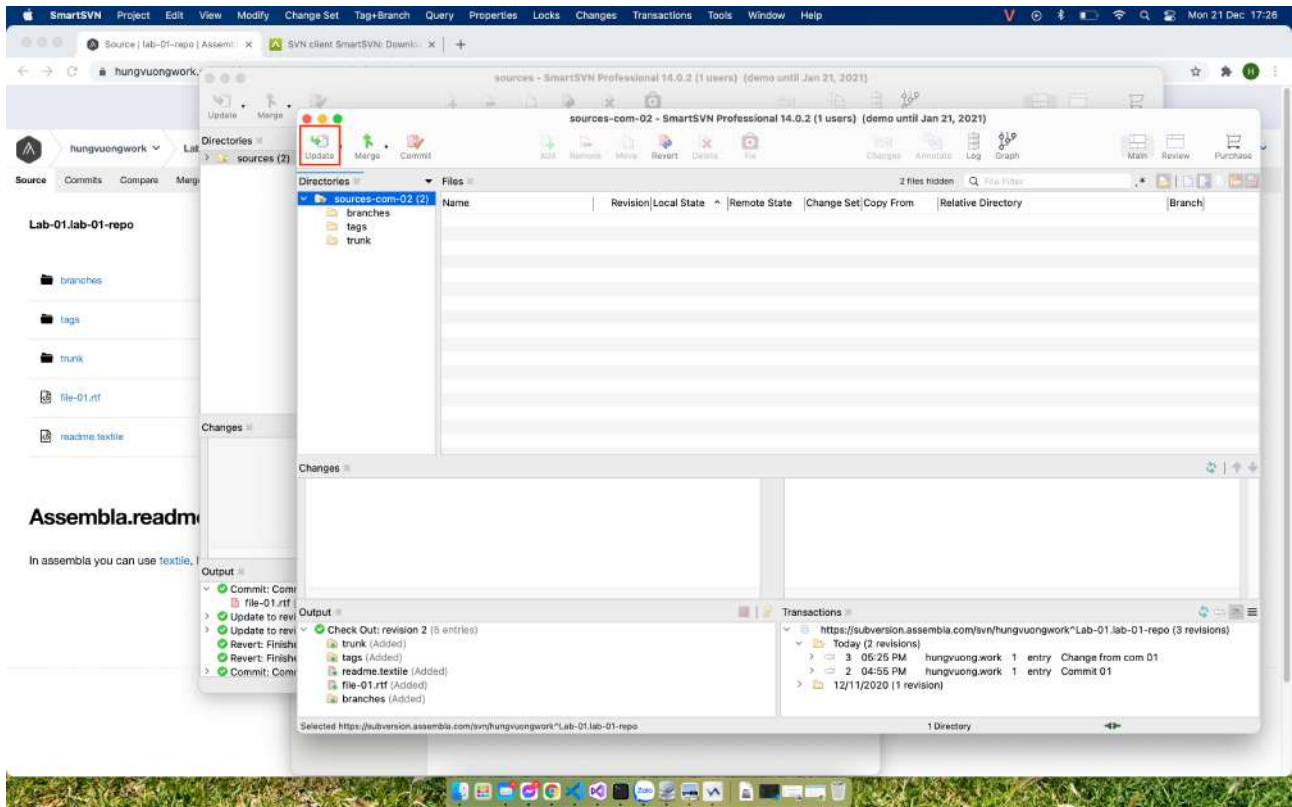 SmartSVN Project Edit View Modify Change Set Tag+Branch Query Properties Locks Changes Transactions Tools Window Help Mon 21 Dec 17:26
Source | lab-01-repo | Assem SVN client SmartSVN: Downlo
hungvuongwork.
sources - SmartSVN Professional 14.0.2 (1 users) (demo until Jan 21, 2021)
Update Merge
sources-com-02 - SmartSVN Professional 14.0.2 (1 users) (demo until Jan 21, 2021)
hungvuongwork Lab
Directories
sources (2)
Update Merge Commit Add Remove Move Revert Delete Changes Annotate Log Graph Main Review Purchase
Source Commits Compare Merg
Directories Files 2 files hidden File Filter
sources-com-02 (2)
branches
tags
trunk
Name Revision Local State Remote State Change Set Copy From Relative Directory Branch
Lab-01.lab-01-repo
branches
tags
trunk
file-01.rtf
readme.textile
Changes
Changes
Assembla.readm
In assembla you can use textile,
Output
Commit: Com
file-01.rtf
Update to revi
Update to revi
Revert: Finishe
Revert: Finishe
Commit: Com
Output
Check Out: revision 2 (5 entries)
trunk (Added)
tags (Added)
readme.textile (Added)
file-01.rtf (Added)
branches (Added)
Transactions
https://subversion.assembla.com/svn/hungvuongwork^Lab-01.lab-01-repo (3 revisions)
Today (2 revisions)
3 05:25 PM hungvuong.work 1 entry Change from com 01
2 04:55 PM hungvuong.work 1 entry Commit 01
12/11/2020 (1 revision)
Selected https://subversion.assembla.com/svn/hungvuongwork^Lab-01.lab-01-repo 1 Directory
Zalo